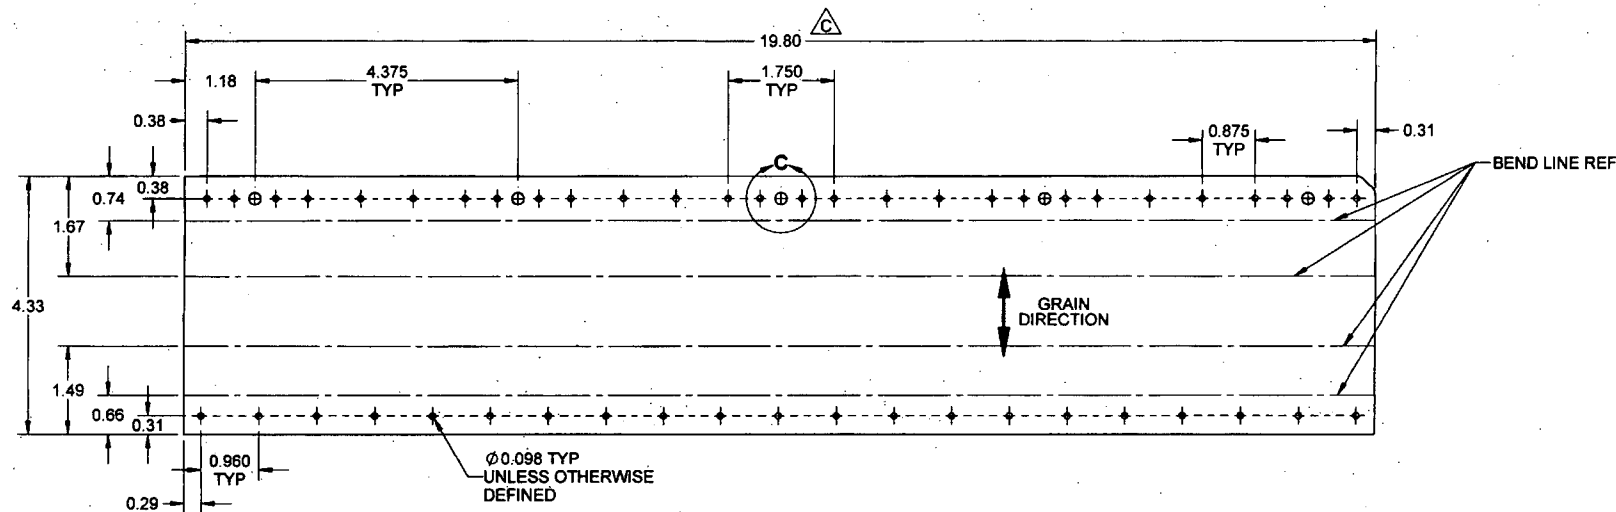 C
19.80
1.18
4.375
TYP
1.750
TYP
0.38
0.875
TYP
0.31
C
BEND LINE REF
0.38
0.74
1.67
4.33
GRAIN
DIRECTION
1.49
0.66
0.31
0.960
TYP
Ø0.098 TYP
UNLESS OTHERWISE
DEFINED
0.29